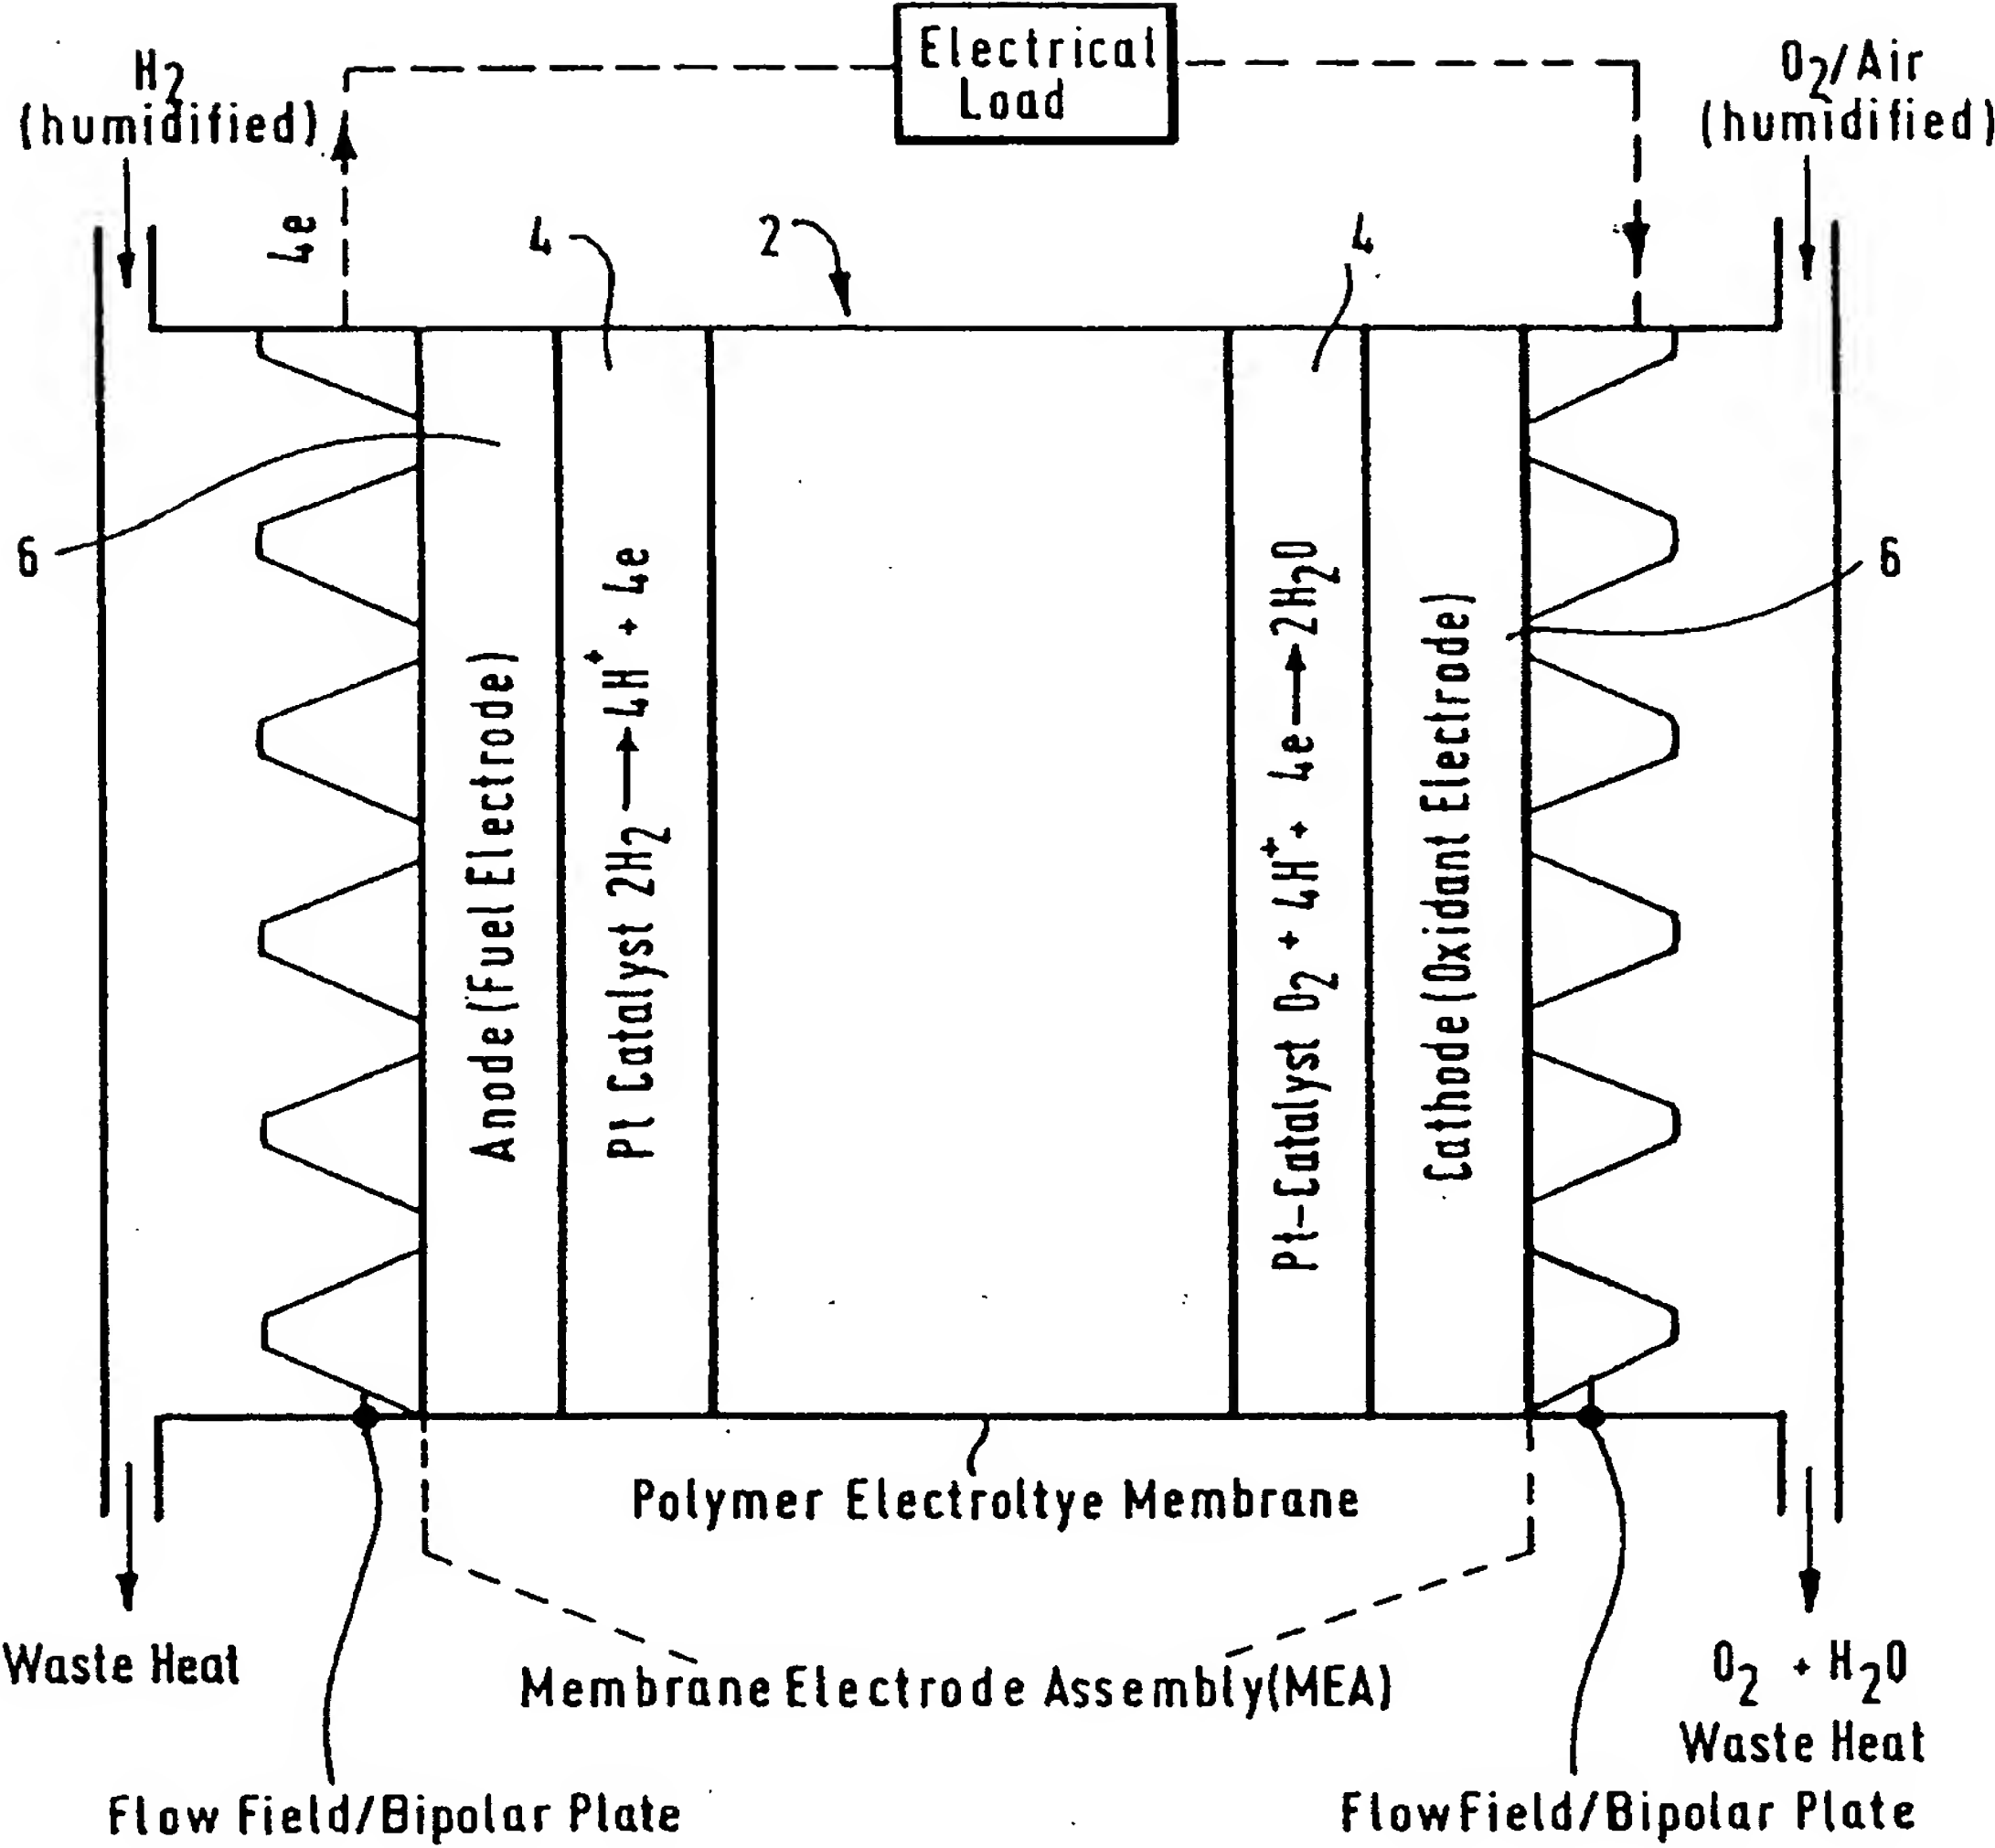 Electrical
Load
H2
(humidified)
O2/Air
(humidified)
4e
4
2
4
6
6
Anode (Fuel Electrode)
Pt Catalyst 2H2 → 4H+ + 4e
Pt-Catalyst O2 + 4H+ + 4e → 2H2O
Cathode (Oxidant Electrode)
Polymer Electroltye Membrane
Waste Heat
Membrane Electrode Assembly(MEA)
O2 + H2O
Waste Heat
Flow Field/Bipolar Plate
Flow Field/Bipolar Plate